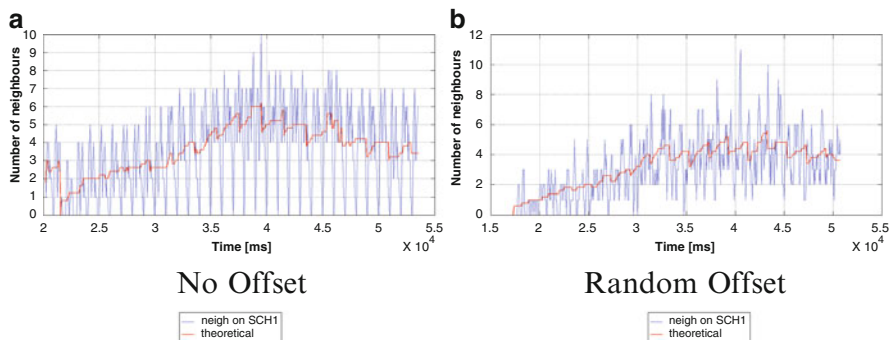 a
Number of neighbours
10
9
8
7
6
5
4
3
2
1
0
2 2.5 3 3.5 4 4.5 5 5.5
Time [ms]
X 10^4
No Offset
neigh on SCH1
theoretical
b
Number of neighbours
12
10
8
6
4
2
0
1.5 2 2.5 3 3.5 4 4.5 5 5.5
Time [ms]
X 10^4
Random Offset
neigh on SCH1
theoretical